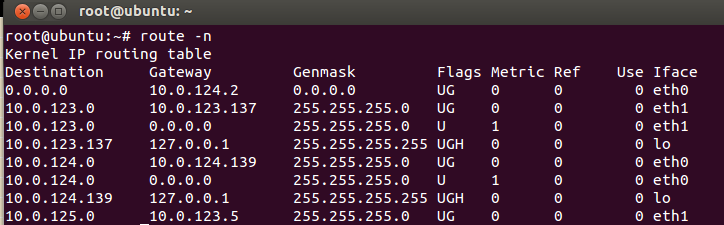 root@ubuntu: ~
root@ubuntu:~# route -n
Kernel IP routing table
Destination     Gateway         Genmask         Flags Metric Ref    Use Iface
0.0.0.0         10.0.124.2      0.0.0.0         UG    0      0        0 eth0
10.0.123.0      10.0.123.137    255.255.255.0   UG    0      0        0 eth1
10.0.123.0      0.0.0.0         255.255.255.0   U     1      0        0 eth1
10.0.123.137    127.0.0.1       255.255.255.255 UGH   0      0        0 lo
10.0.124.0      10.0.124.139    255.255.255.0   UG    0      0        0 eth0
10.0.124.0      0.0.0.0         255.255.255.0   U     1      0        0 eth0
10.0.124.139    127.0.0.1       255.255.255.255 UGH   0      0        0 lo
10.0.125.0      10.0.123.5      255.255.255.0   UG    0      0        0 eth1